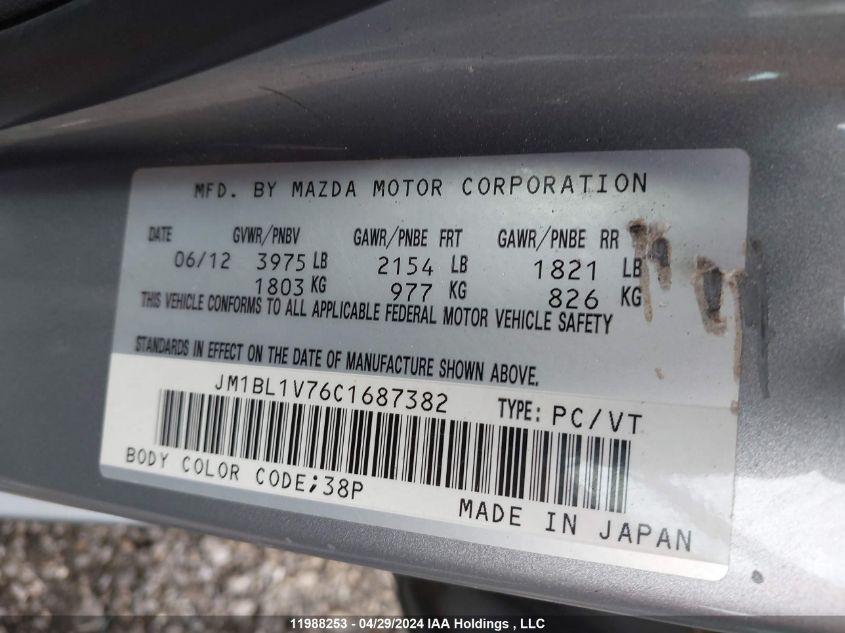 MFD. BY MAZDA MOTOR CORPORATION
DATE GVWR/PNBV GAWR/PNBE FRT GAWR/PNBE RR
06/12 3975 LB 2154 LB 1821 LB
1803 KG 977 KG 826 KG
THIS VEHICLE CONFORMS TO ALL APPLICABLE FEDERAL MOTOR VEHICLE SAFETY
STANDARDS IN EFFECT ON THE DATE OF MANUFACTURE SHOWN ABOVE.
JM1BL1V76C1687382 TYPE: PC/VT
BODY COLOR CODE;38P
MADE IN JAPAN
11988253 - 04/29/2024 IAA Holdings , LLC